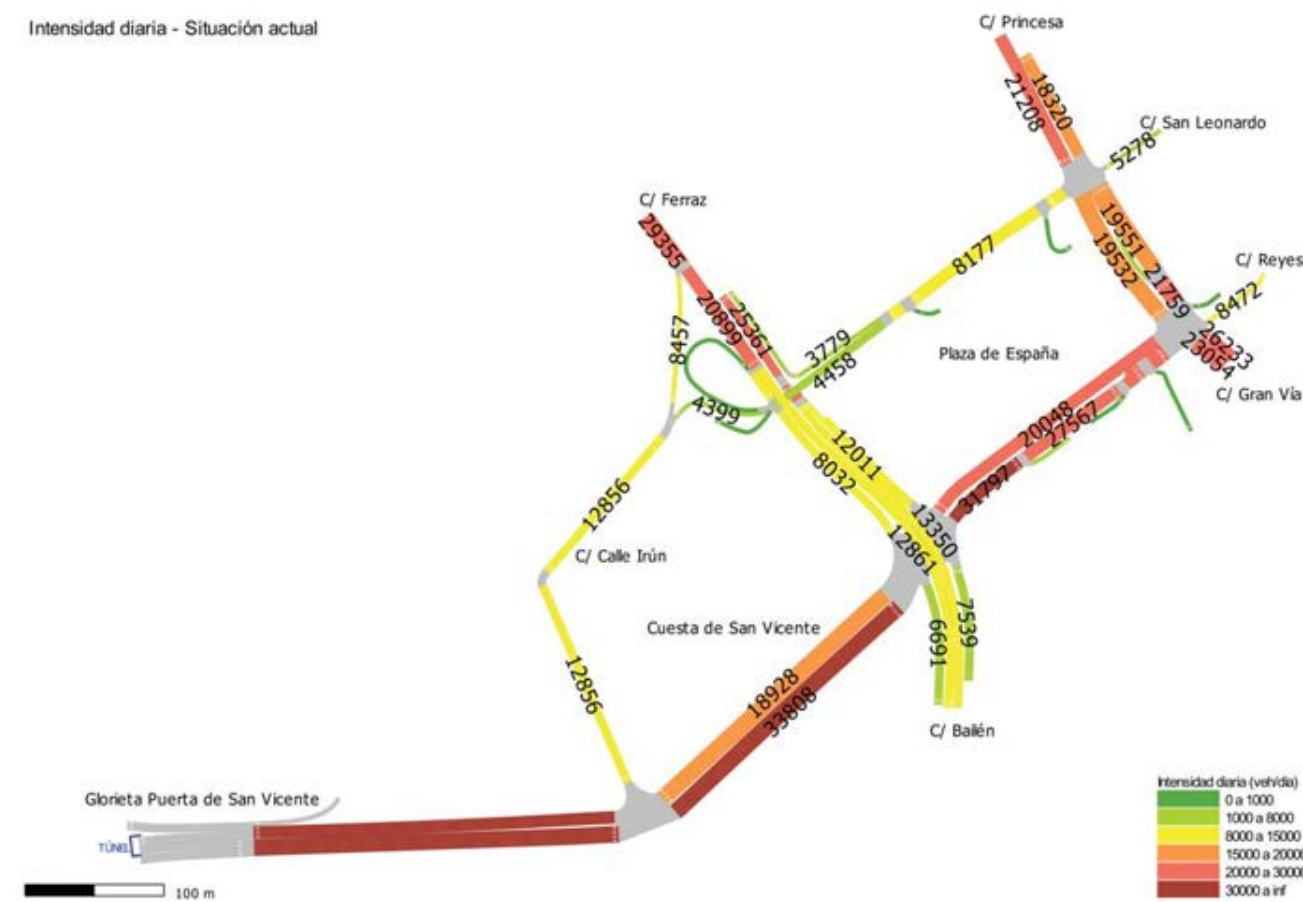 Intensidad diaria - Situación actual
C/ Princesa
18320
21208
C/ San Leonardo
5278
C/ Ferraz
29355
19551
19532
8177
C/ Reyes
21759
8472
20899
25361
26233
23054
8457
3779
4458
Plaza de España
C/ Gran Vía
4399
20048
27567
12011
8032
31797
12856
13350
12861
C/ Calle Irún
7539
6691
Cuesta de San Vicente
12856
18928
33808
C/ Bailén
Glorieta Puerta de San Vicente
TÚNEL
100 m
Intensidad diaria (veh/día)
0 a 1000
1000 a 8000
8000 a 15000
15000 a 20000
20000 a 30000
30000 a inf